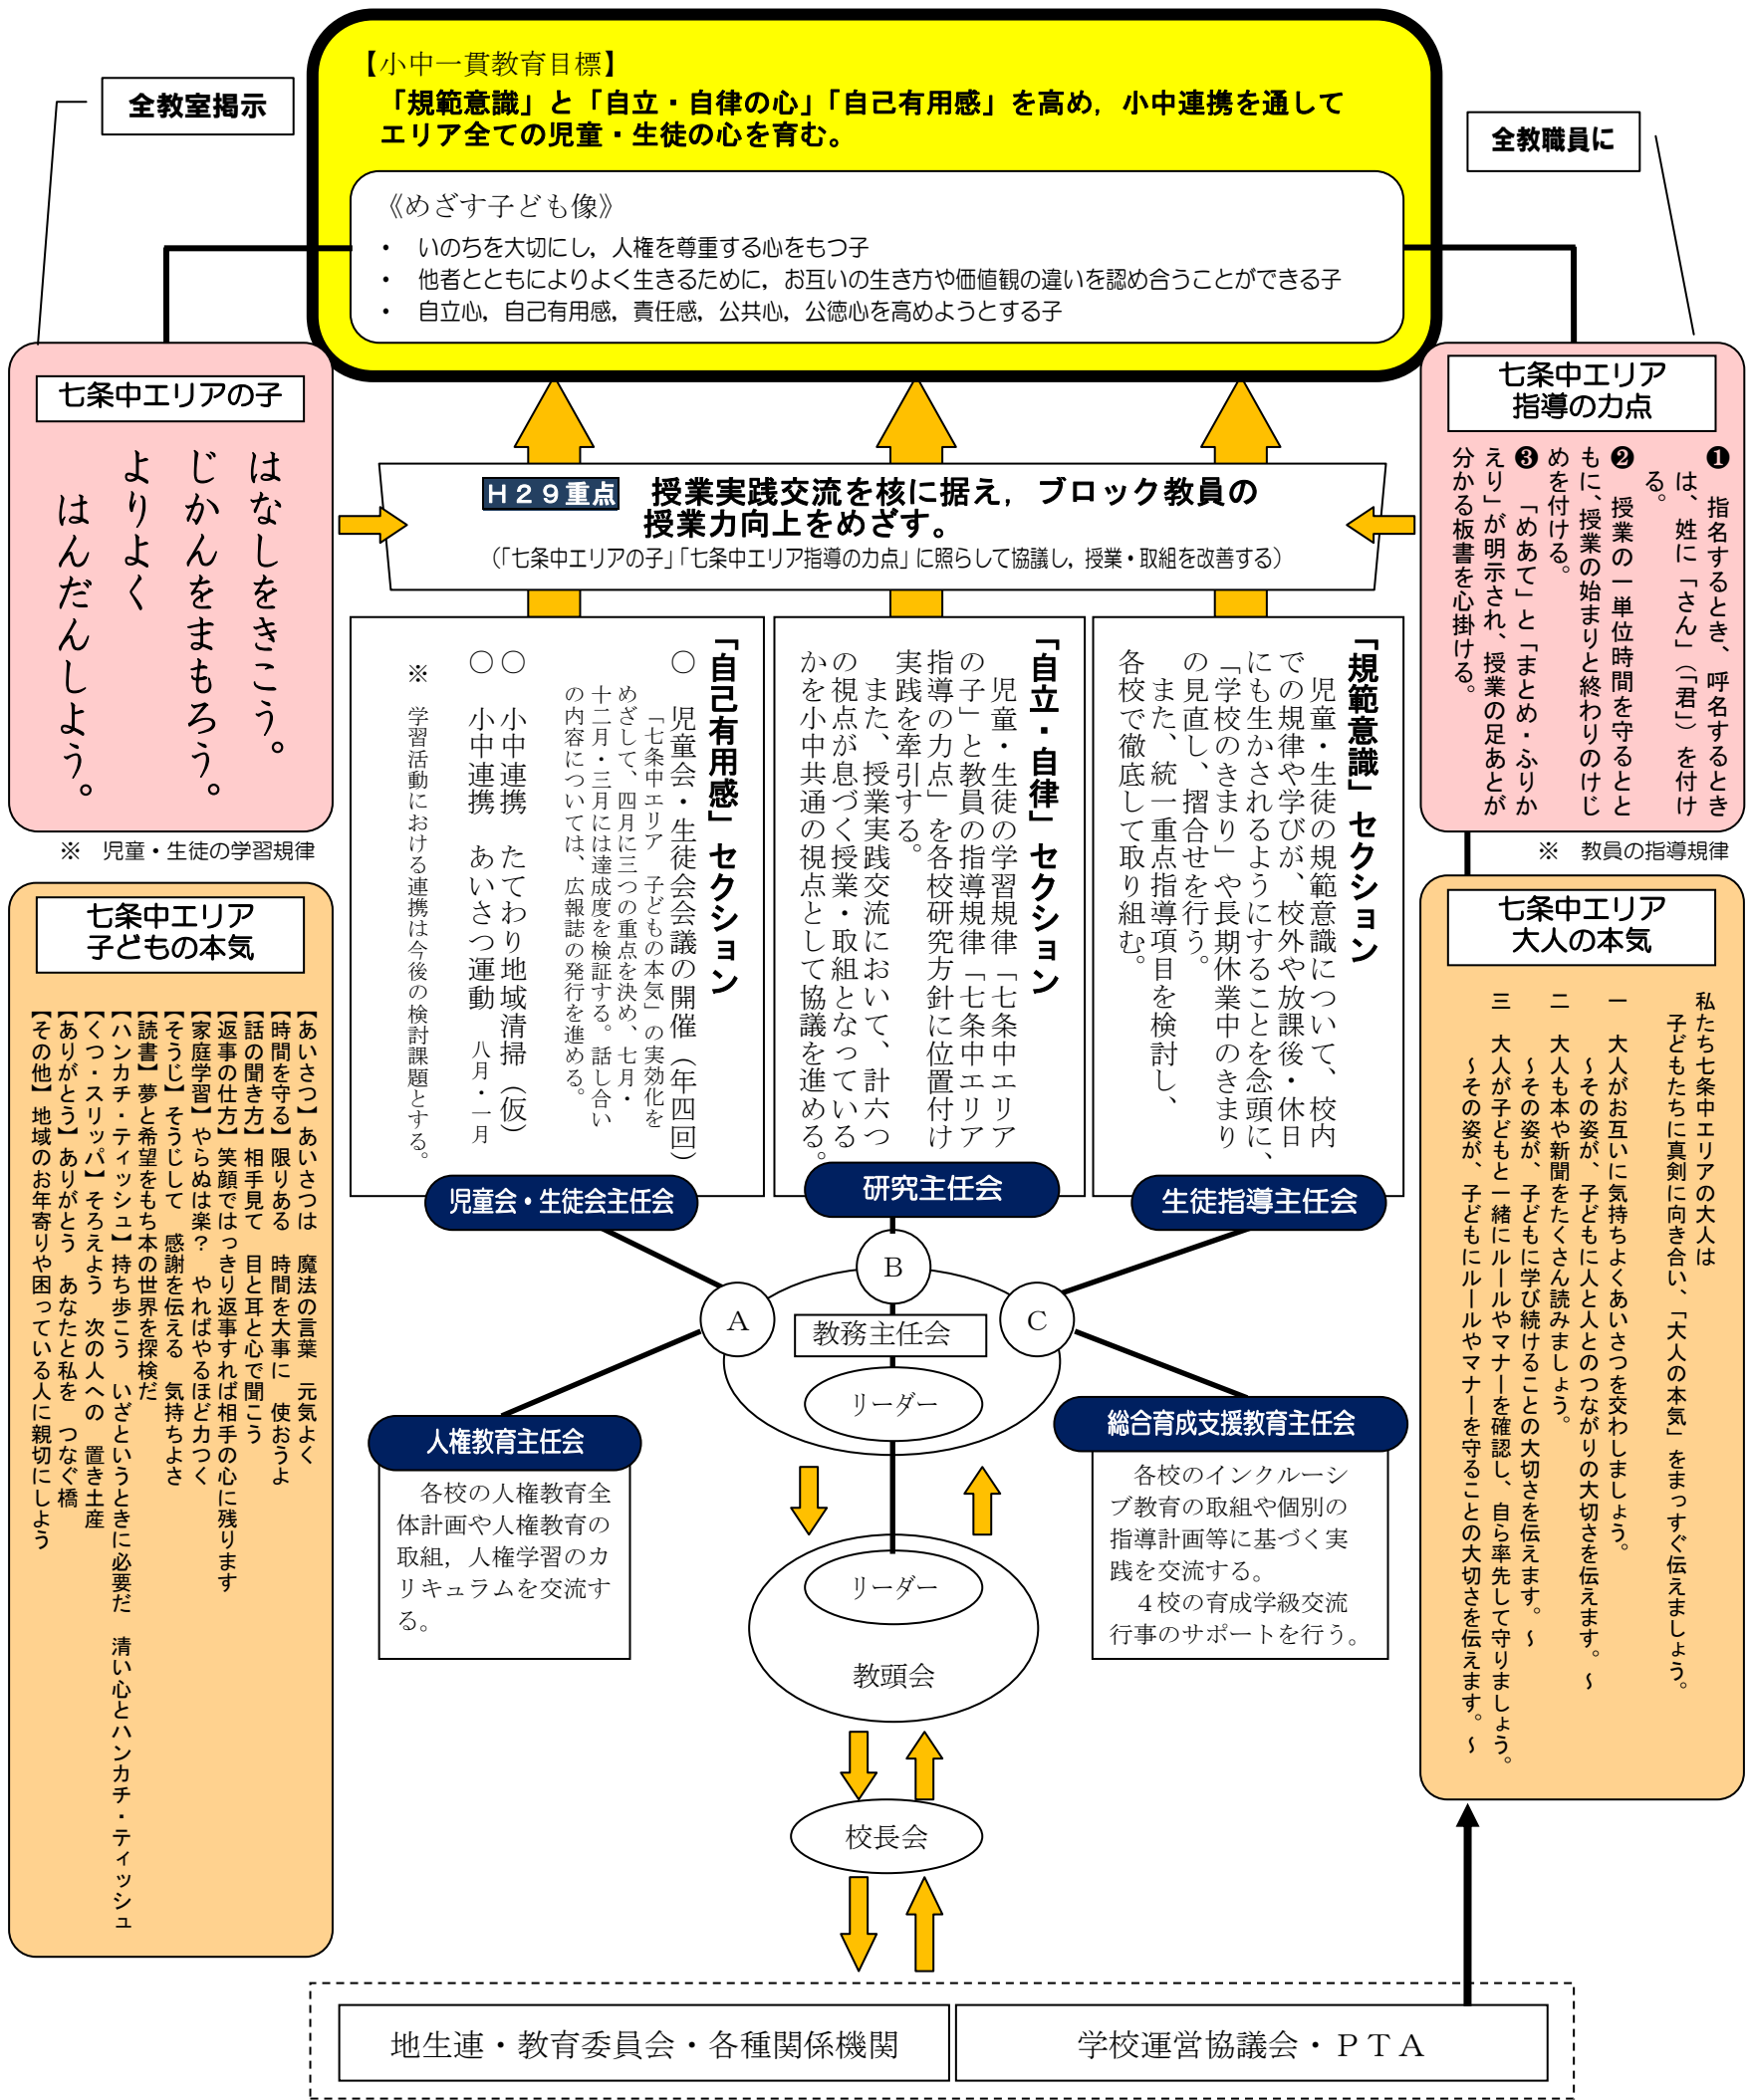 【小中一貫教育目標】
「規範意識」と「自立・自律の心」「自己有用感」を高め，小中連携を通して
エリア全ての児童・生徒の心を育む。
全教室掲示
全教職員に
《めざす子ども像》
・ いのちを大切にし，人権を尊重する心をもつ子
・ 他者とともによりよく生きるために，お互いの生き方や価値観の違いを認め合うことができる子
・ 自立心，自己有用感，責任感，公共心，公徳心を高めようとする子
七条中エリアの子
はなしをきこう。
じかんをまもろう。
よりよく
はんだんしよう。
※ 児童・生徒の学習規律
七条中エリア
指導の力点
❶ 指名するとき、呼名するとき
は、姓に「さん」（「君」）を付け
る。
❷ 授業の一単位時間を守るとと
もに、授業の始まりと終わりのけじ
めを付ける。
❸ 「めあて」と「まとめ・ふりか
えり」が明示され、授業の足あとが
分かる板書を心掛ける。
※ 教員の指導規律
Ｈ２９重点 授業実践交流を核に据え，ブロック教員の
授業力向上をめざす。
（「七条中エリアの子」「七条中エリア指導の力点」に照らして協議し，授業・取組を改善する）
「規範意識」セクション
児童・生徒の規範意識について、校内
での規律や学びが、校外や放課後・休日
にも生かされるようにすることを念頭に、
「学校のきまり」や長期休業中のきまり
の見直し、摺合せを行う。
また、統一重点指導項目を検討し、
各校で徹底して取り組む。
生徒指導主任会
「自立・自律」セクション
児童・生徒の学習規律「七条中エリア
の子」と教員の指導規律「七条中エリア
指導の力点」を各校研究方針に位置付け
実践を牽引する。
また、授業実践交流において、計六つ
の視点が息づく授業・取組となっている
かを小中共通の視点として協議を進める。
研究主任会
「自己有用感」セクション
○ 児童会・生徒会会議の開催（年四回）
「七条中エリア 子どもの本気」の実効化を
めざして、四月に三つの重点を決め、七月・
十二月・三月には達成度を検証する。話し合い
の内容については、広報誌の発行を進める。
○ 小中連携 たてわり地域清掃（仮）
○ 小中連携 あいさつ運動 八月・一月
※ 学習活動における連携は今後の検討課題とする。
児童会・生徒会主任会
七条中エリア
子どもの本気
【あいさつ】あいさつは 魔法の言葉 元気よく
【時間を守る】限りある 時間を大事に 使おうよ
【話の聞き方】相手見て 目と耳と心で聞こう
【返事の仕方】笑顔ではっきり返事すれば相手の心に残ります
【家庭学習】やらぬは楽？ やればやるほど力つく
【そうじ】そうじして 感謝を伝える 気持ちよさ
【読書】夢と希望をもち本の世界を探検だ
【ハンカチ・ティッシュ】持ち歩こう いざというときに必要だ 清い心とハンカチ・ティッシュ
【くつ・スリッパ】そろえよう 次の人への 置き土産
【ありがとう】ありがとう あなたと私を つなぐ橋
【その他】地域のお年寄りや困っている人に親切にしよう
七条中エリア
大人の本気
私たち七条中エリアの大人は
子どもたちに真剣に向き合い、「大人の本気」をまっすぐ伝えましょう。
一 大人がお互いに気持ちよくあいさつを交わしましょう。
～その姿が、子どもに人と人とのつながりの大切さを伝えます。～
二 大人も本や新聞をたくさん読みましょう。
～その姿が、子どもに学び続けることの大切さを伝えます。～
三 大人が子どもと一緒にルールやマナーを確認し、自ら率先して守りましょう。
～その姿が、子どもにルールやマナーを守ることの大切さを伝えます。～
Ａ
Ｂ
Ｃ
教務主任会
リーダー
人権教育主任会
各校の人権教育全
体計画や人権教育の
取組，人権学習のカ
リキュラムを交流す
る。
総合育成支援教育主任会
各校のインクルーシ
ブ教育の取組や個別の
指導計画等に基づく実
践を交流する。
４校の育成学級交流
行事のサポートを行う。
リーダー
教頭会
校長会
地生連・教育委員会・各種関係機関
学校運営協議会・ＰＴＡ